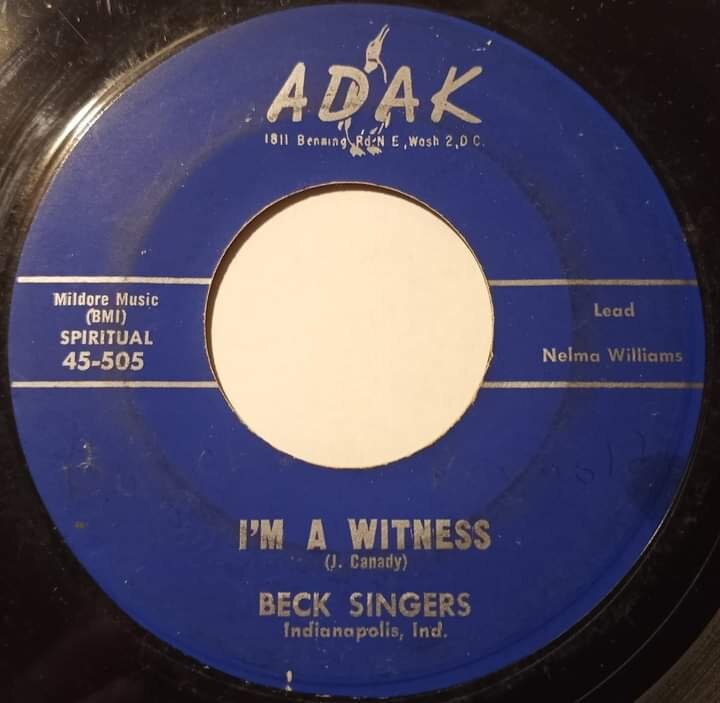 ADAK
1811 Benning Rd N E, Wash 2, D C.
Mildore Music
(BMI)
SPIRITUAL
45-505
Lead
Nelma Williams
I'M A WITNESS
(J. Canady)
BECK SINGERS
Indianapolis, Ind.